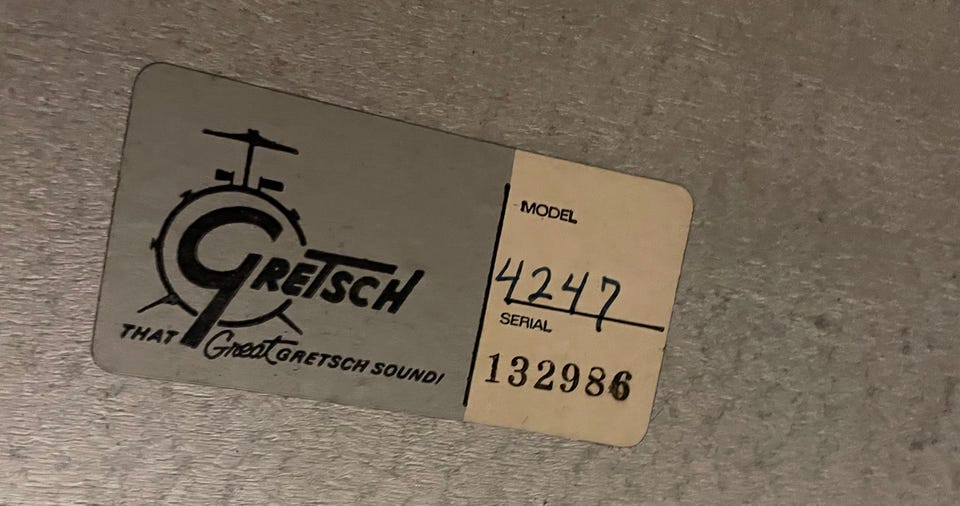 GRETSCH
THAT Great GRETSCH SOUND!
MODEL
4247
SERIAL
132986